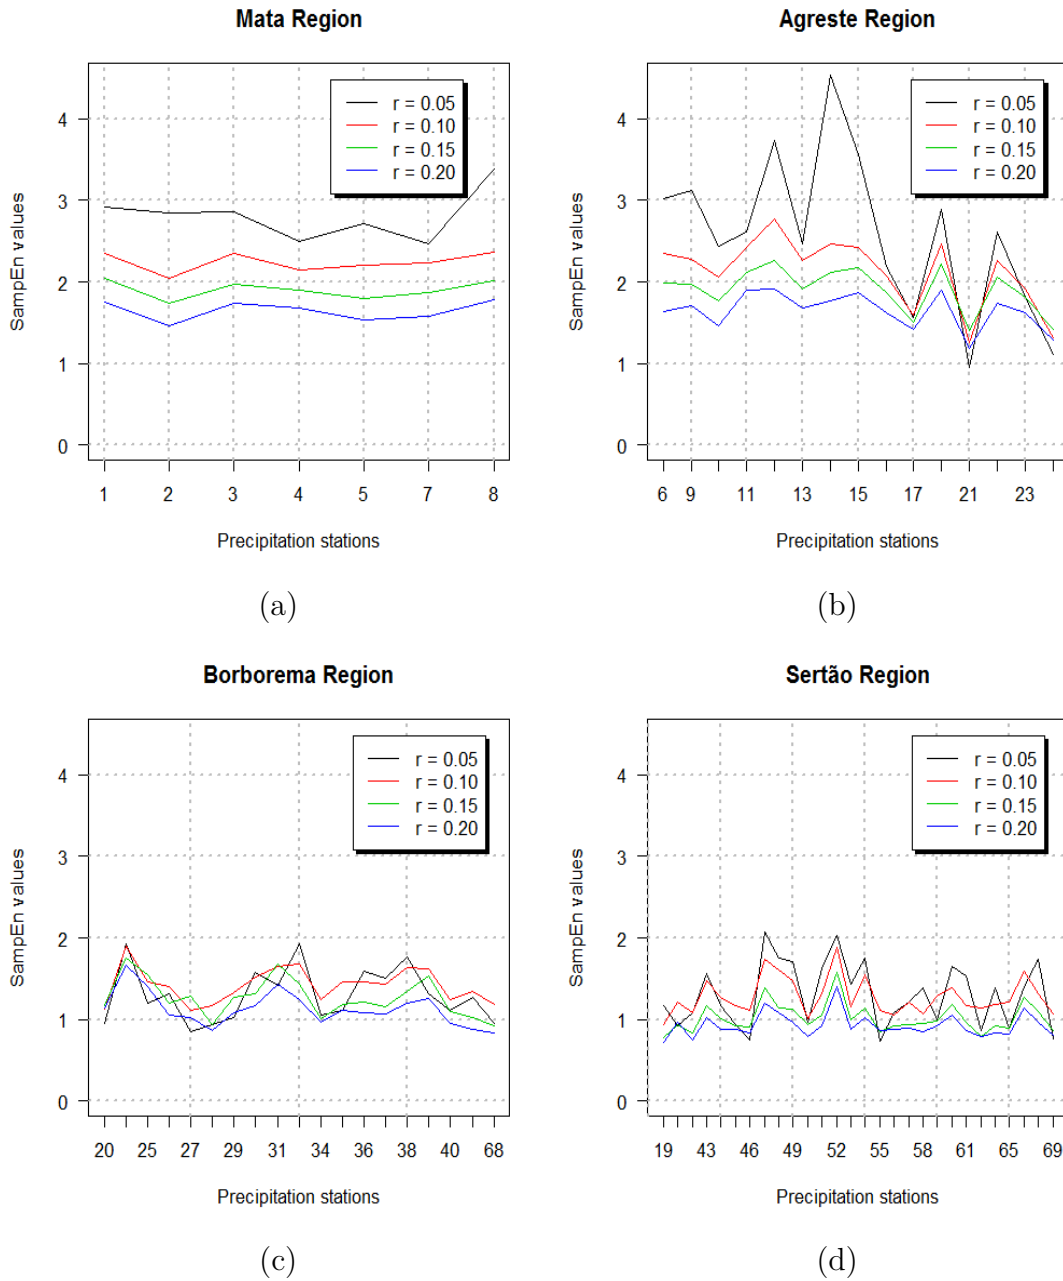 Mata Region
SampEn values
4
3
2
1
0
r = 0.05
r = 0.10
r = 0.15
r = 0.20
1 2 3 4 5 7 8
Precipitation stations
(a)
Agreste Region
SampEn values
4
3
2
1
0
r = 0.05
r = 0.10
r = 0.15
r = 0.20
6 9 11 13 15 17 21 23
Precipitation stations
(b)
Borborema Region
SampEn values
4
3
2
1
0
r = 0.05
r = 0.10
r = 0.15
r = 0.20
20 25 27 29 31 34 36 38 40 68
Precipitation stations
(c)
Sertão Region
SampEn values
4
3
2
1
0
r = 0.05
r = 0.10
r = 0.15
r = 0.20
19 43 46 49 52 55 58 61 65 69
Precipitation stations
(d)